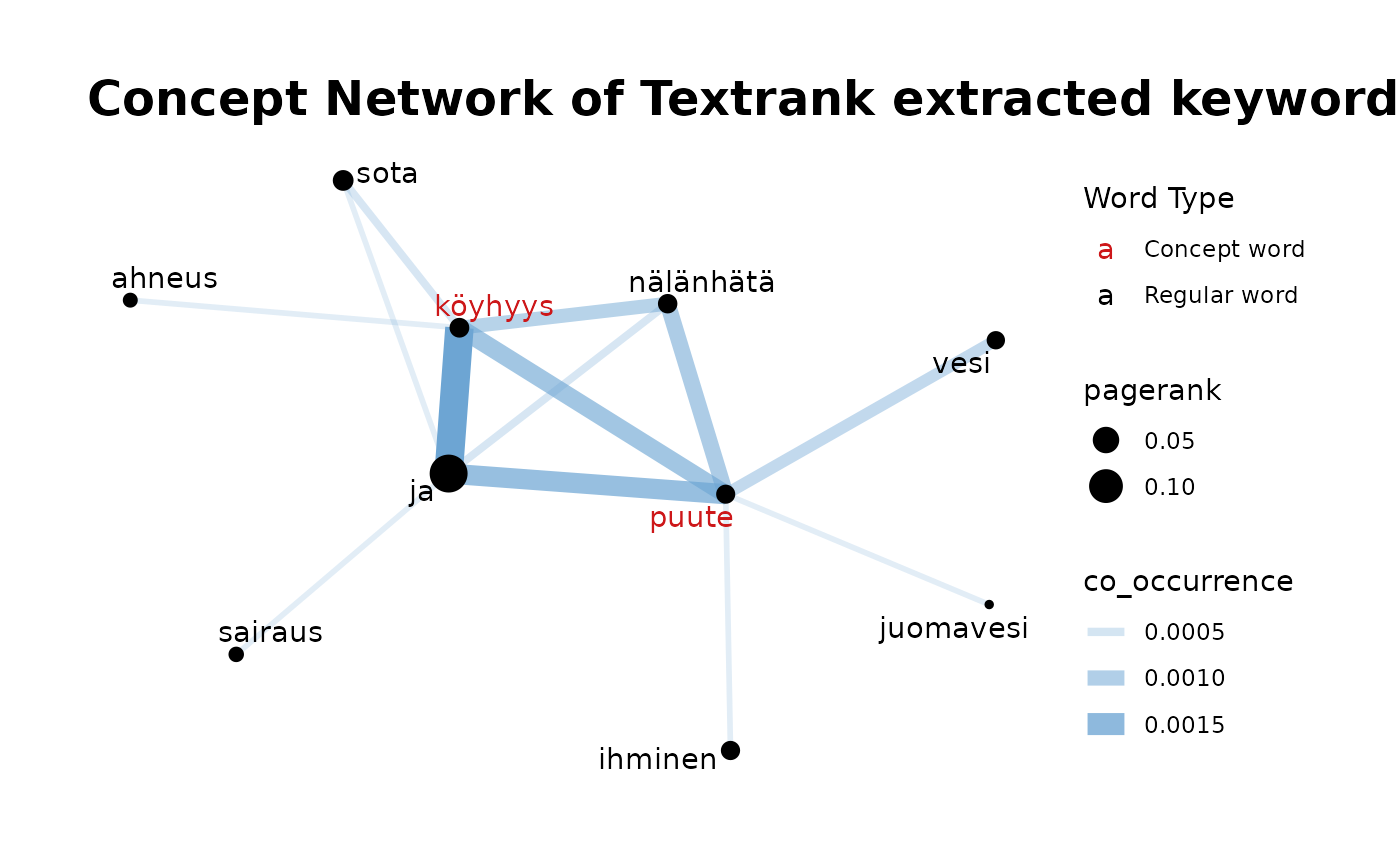 Concept Network of Textrank extracted keyword
sota
ahneus
nälänhätä
köyhyys
vesi
ja
puute
sairaus
juomavesi
ihminen
Word Type
a Concept word
a Regular word
pagerank
0.05
0.10
co_occurrence
0.0005
0.0010
0.0015